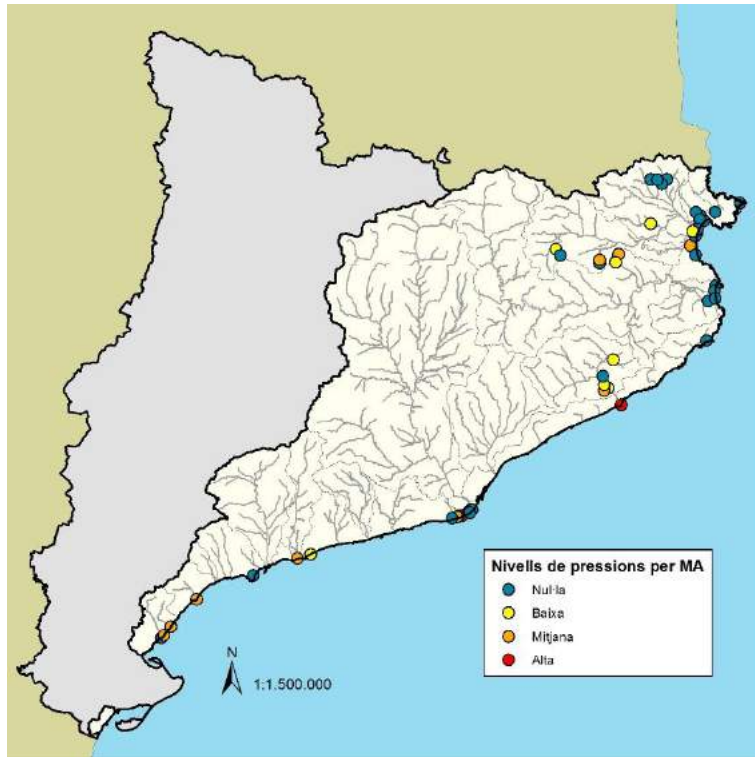 Nivells de pressions per MA
Nul·la
Baixa
Mitjana
Alta
N
1:1.500.000